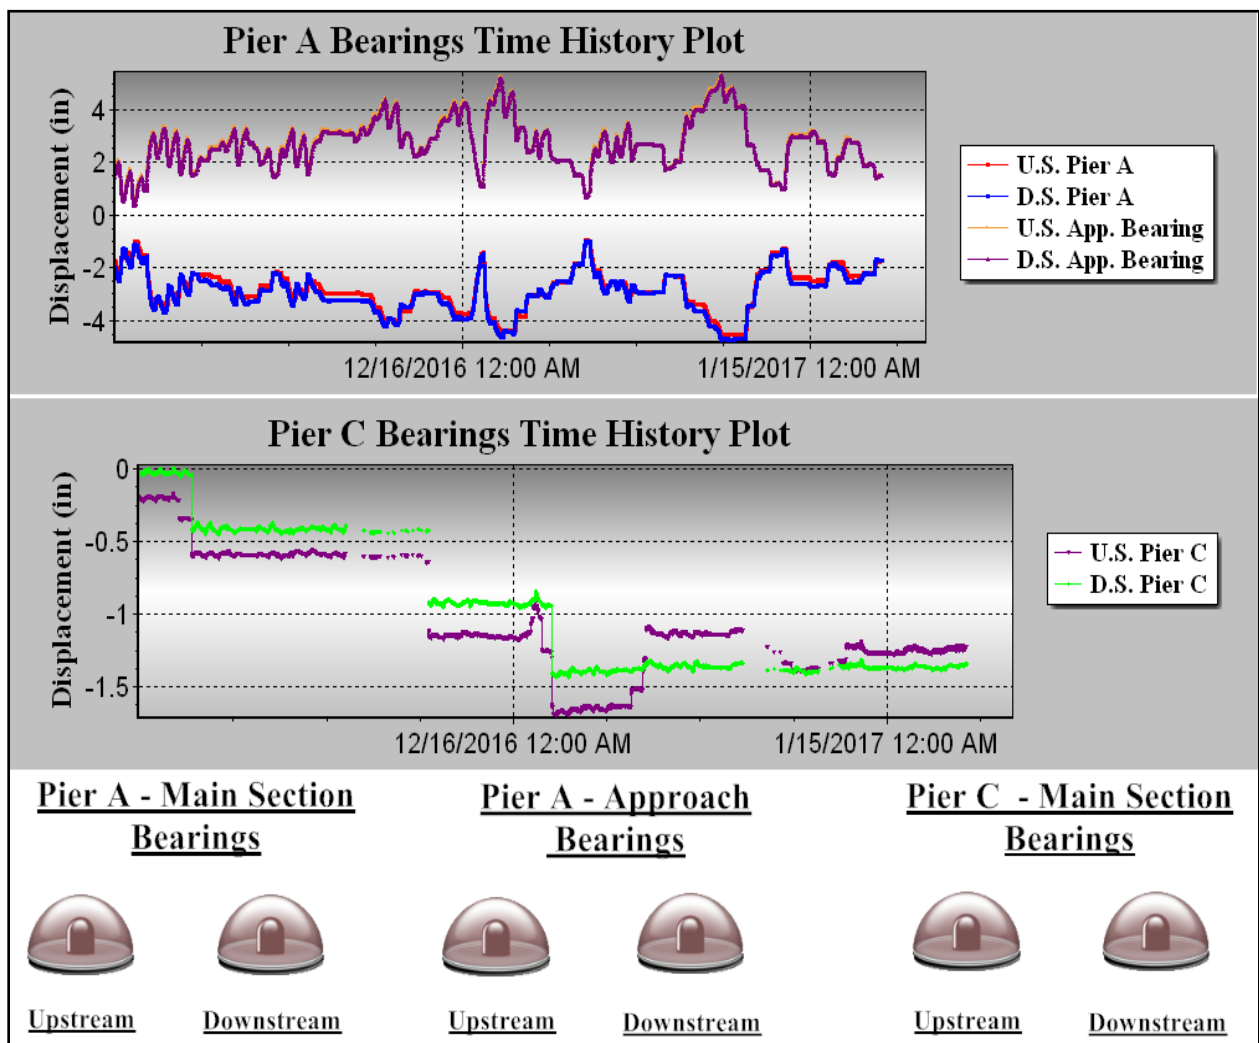 Pier A Bearings Time History Plot
Displacement (in)
4
2
0
-2
-4
12/16/2016 12:00 AM
1/15/2017 12:00 AM
U.S. Pier A
D.S. Pier A
U.S. App. Bearing
D.S. App. Bearing
Pier C Bearings Time History Plot
Displacement (in)
0
-0.5
-1
-1.5
12/16/2016 12:00 AM
1/15/2017 12:00 AM
U.S. Pier C
D.S. Pier C
Pier A - Main Section
Bearings
Pier A - Approach
Bearings
Pier C - Main Section
Bearings
Upstream
Downstream
Upstream
Downstream
Upstream
Downstream